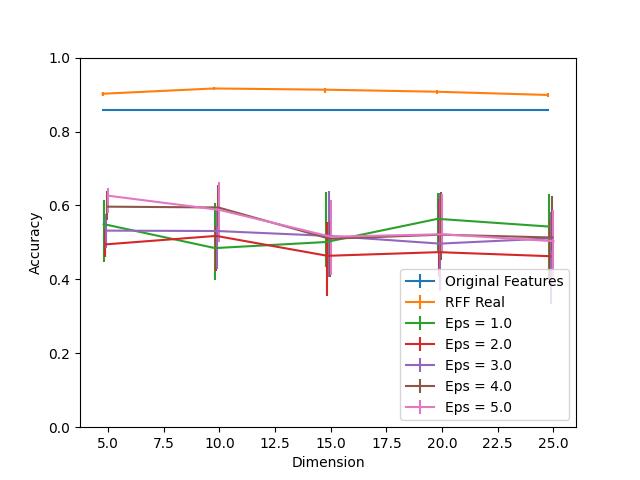 1.0
0.8
0.6
0.4
0.2
0.0
Accuracy
Original Features
RFF Real
Eps = 1.0
Eps = 2.0
Eps = 3.0
Eps = 4.0
Eps = 5.0
5.0 7.5 10.0 12.5 15.0 17.5 20.0 22.5 25.0
Dimension